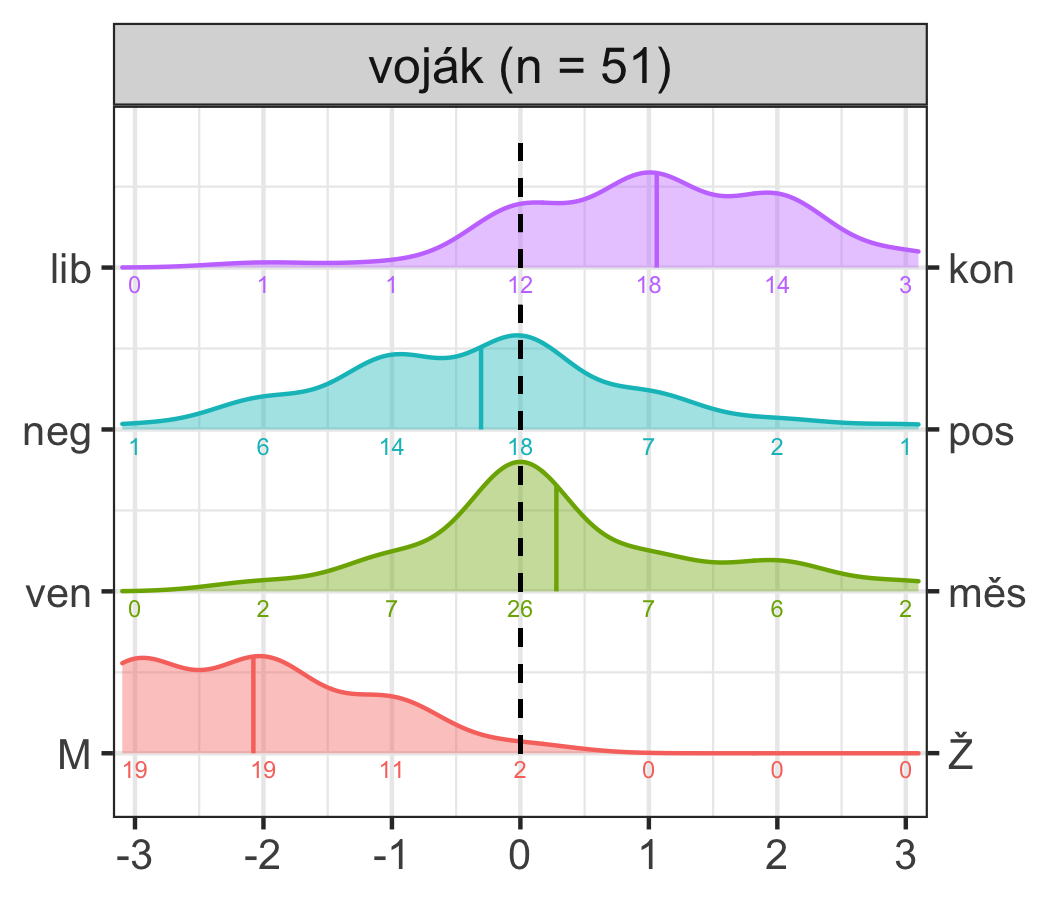 voják (n = 51)
lib kon
0 1 1 12 18 14 3
neg pos
1 6 14 18 7 2 1
ven měs
0 2 7 26 7 6 2
M Ž
19 19 11 2 0 0 0
-3 -2 -1 0 1 2 3